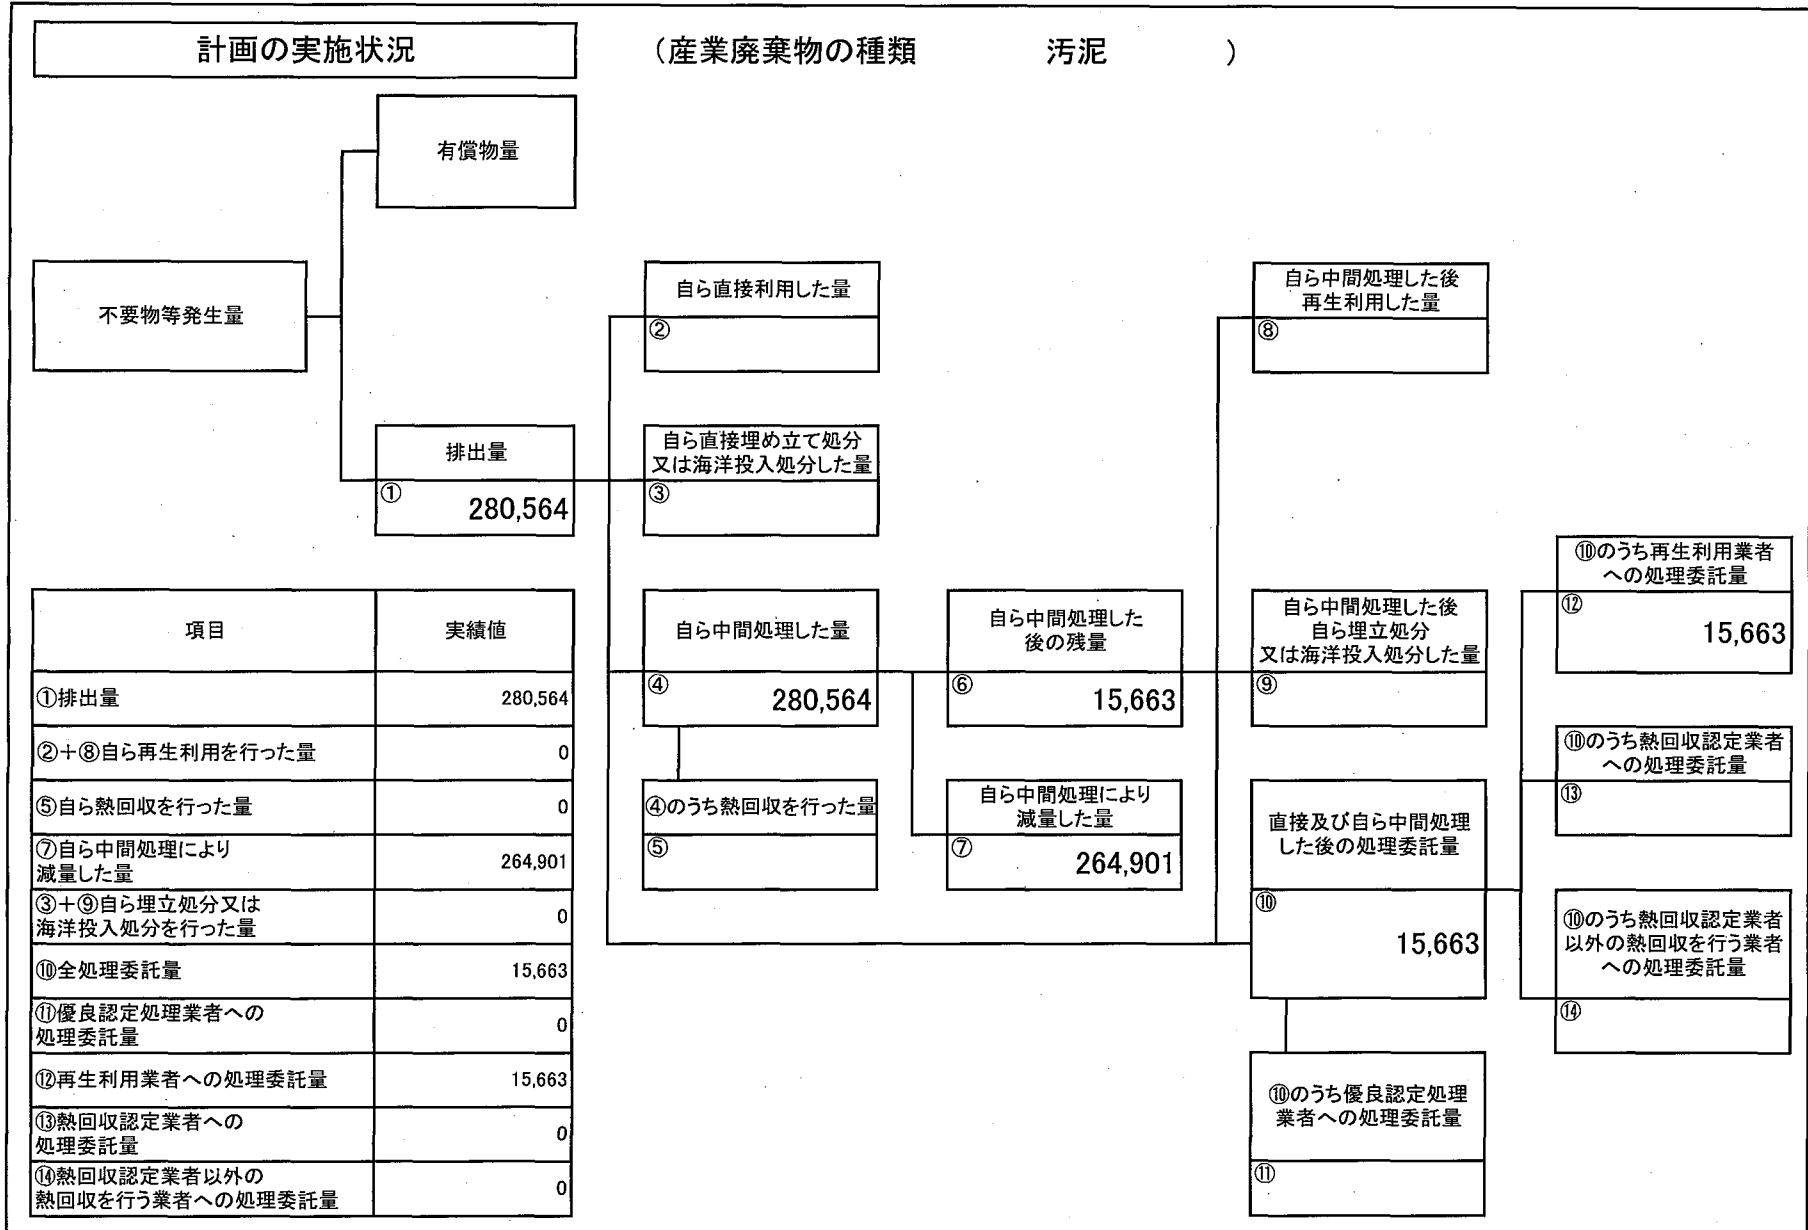 計画の実施状況
(産業廃棄物の種類 汚泥 )
有償物量
不要物等発生量
自ら直接利用した量
②
自ら中間処理した後
再生利用した量
⑧
排出量
① 280,564
自ら直接埋め立て処分
又は海洋投入処分した量
③
⑩のうち再生利用業者
への処理委託量
⑫ 15,663
自ら中間処理した量
④ 280,564
自ら中間処理した
後の残量
⑥ 15,663
自ら中間処理した後
自ら埋立処分
又は海洋投入処分した量
⑨
⑩のうち熱回収認定業者
への処理委託量
⑬
④のうち熱回収を行った量
⑤
自ら中間処理により
減量した量
⑦ 264,901
直接及び自ら中間処理
した後の処理委託量
⑩ 15,663
⑩のうち熱回収認定業者
以外の熱回収を行う業者
への処理委託量
⑭
⑩のうち優良認定処理
業者への処理委託量
⑪
項目 実績値
①排出量 280,564
②+⑧自ら再生利用を行った量 0
⑤自ら熱回収を行った量 0
⑦自ら中間処理により
減量した量 264,901
③+⑨自ら埋立処分又は
海洋投入処分を行った量 0
⑩全処理委託量 15,663
⑪優良認定処理業者への
処理委託量 0
⑫再生利用業者への処理委託量 15,663
⑬熱回収認定業者への
処理委託量 0
⑭熱回収認定業者以外の
熱回収を行う業者への処理委託量 0